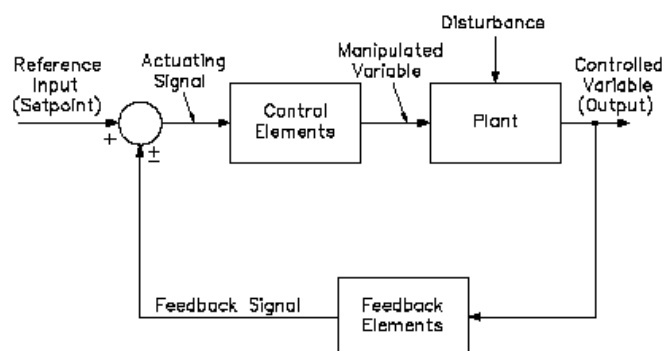 Disturbance
Reference
Input
(Setpoint)
Actuating
Signal
Manipulated
Variable
Controlled
Variable
(Output)
Control
Elements
Plant
+
±
Feedback Signal
Feedback
Elements